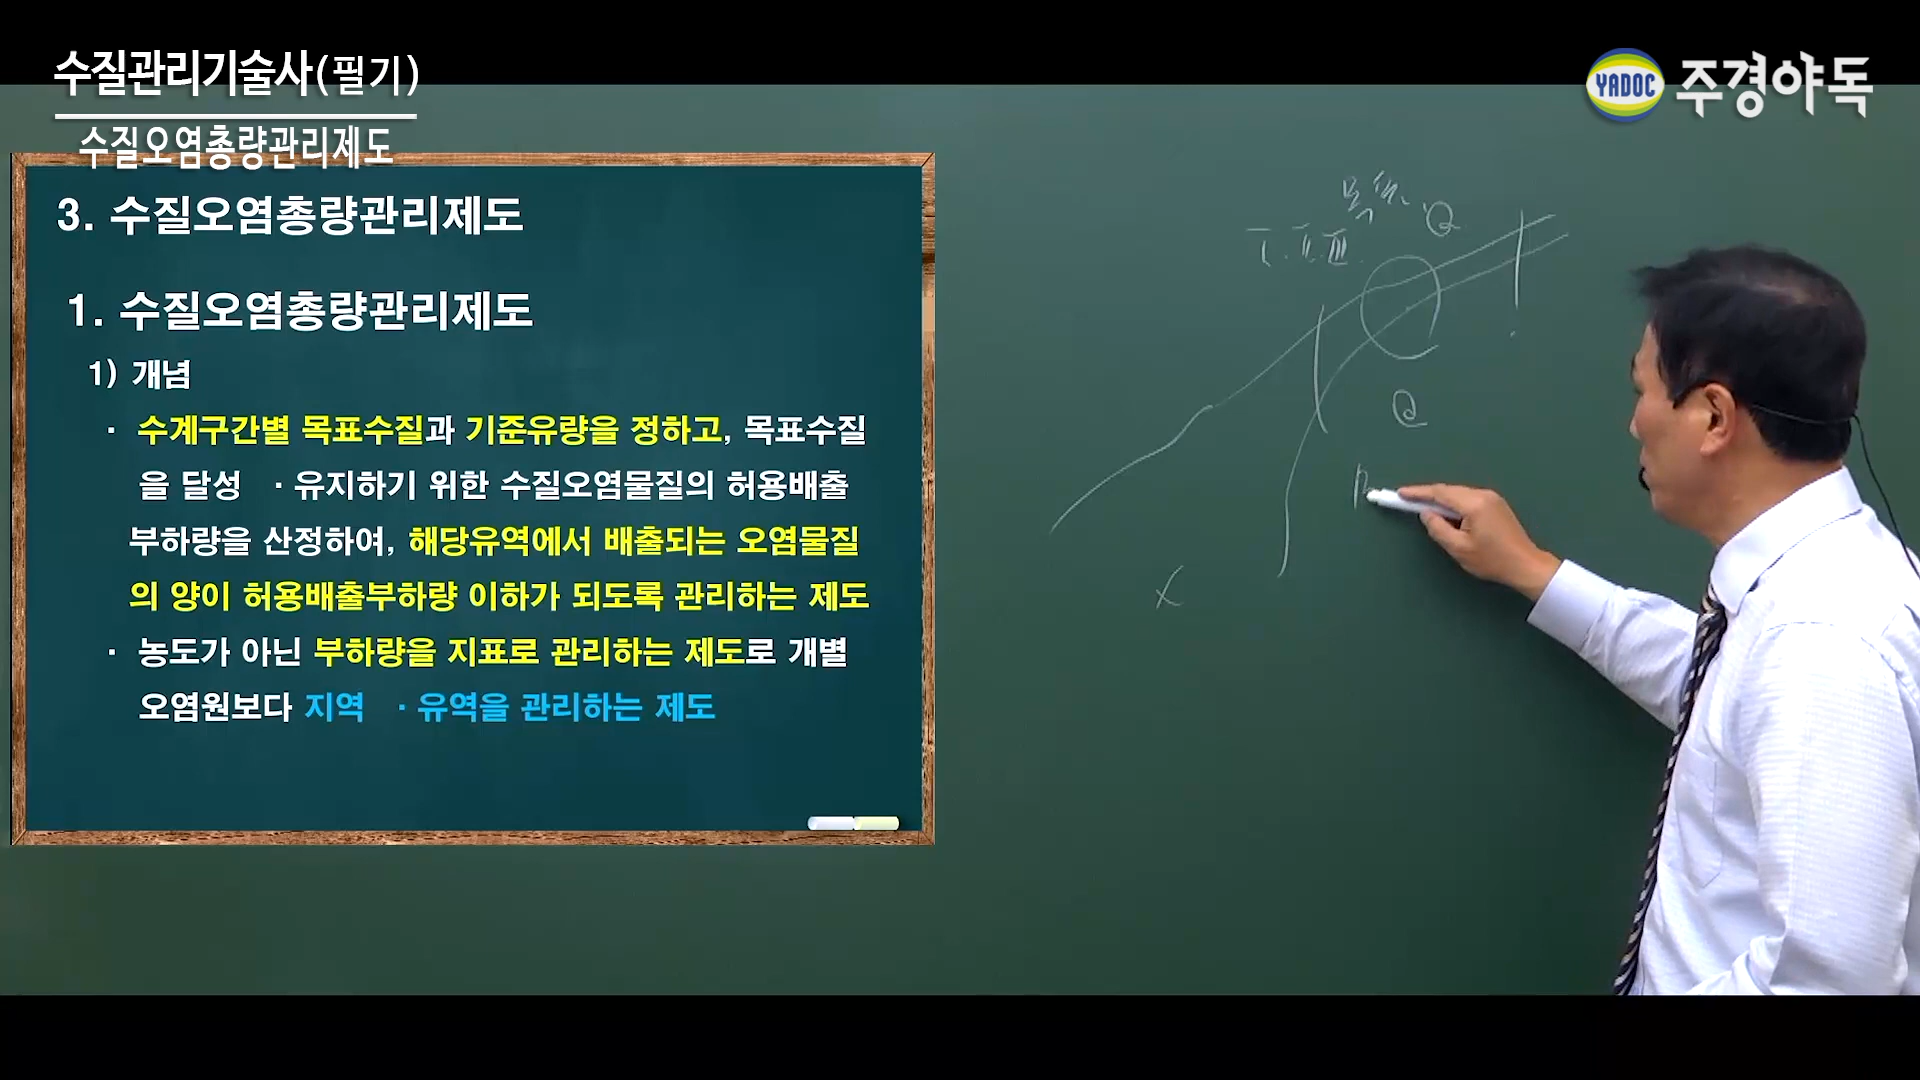 수질관리기술사(필기)
수질오염총량관리제도
YADOC 주경야독
3. 수질오염총량관리제도
1. 수질오염총량관리제도
1) 개념
· 수계구간별 목표수질과 기준유량을 정하고, 목표수질
을 달성 · 유지하기 위한 수질오염물질의 허용배출
부하량을 산정하여, 해당유역에서 배출되는 오염물질
의 양이 허용배출부하량 이하가 되도록 관리하는 제도
· 농도가 아닌 부하량을 지표로 관리하는 제도로 개별
오염원보다 지역 · 유역을 관리하는 제도
Q
I. II. III.
Q